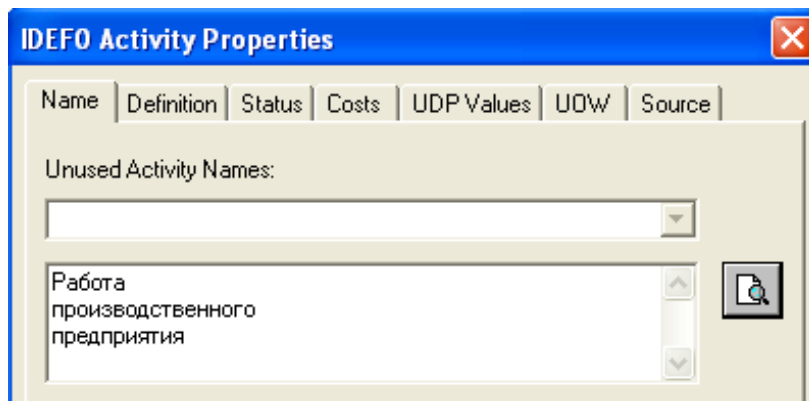 IDEF0 Activity Properties
Name Definition Status Costs UDP Values UOW Source
Unused Activity Names:
Работа
производственного
предприятия